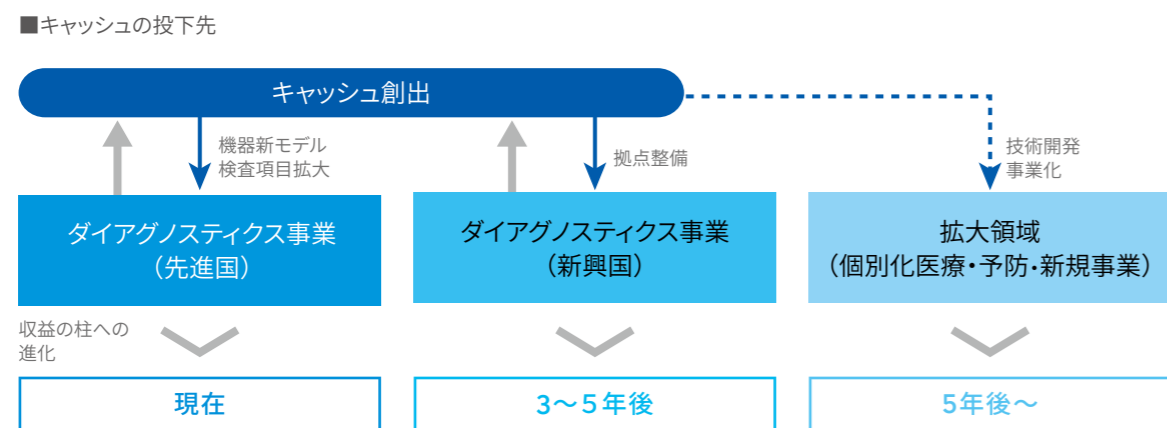 ■キャッシュの投下先
キャッシュ創出
機器新モデル
検査項目拡大
拠点整備
技術開発
事業化
ダイアグノスティクス事業
（先進国）
ダイアグノスティクス事業
（新興国）
拡大領域
（個別化医療・予防・新規事業）
収益の柱への
進化
現在
3〜5年後
5年後〜